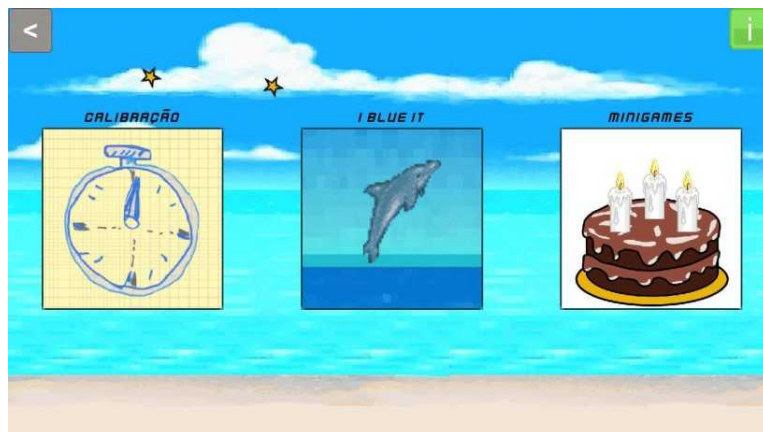 <
i
CALIBRAÇÃO
I BLUE IT
MINIGAMES